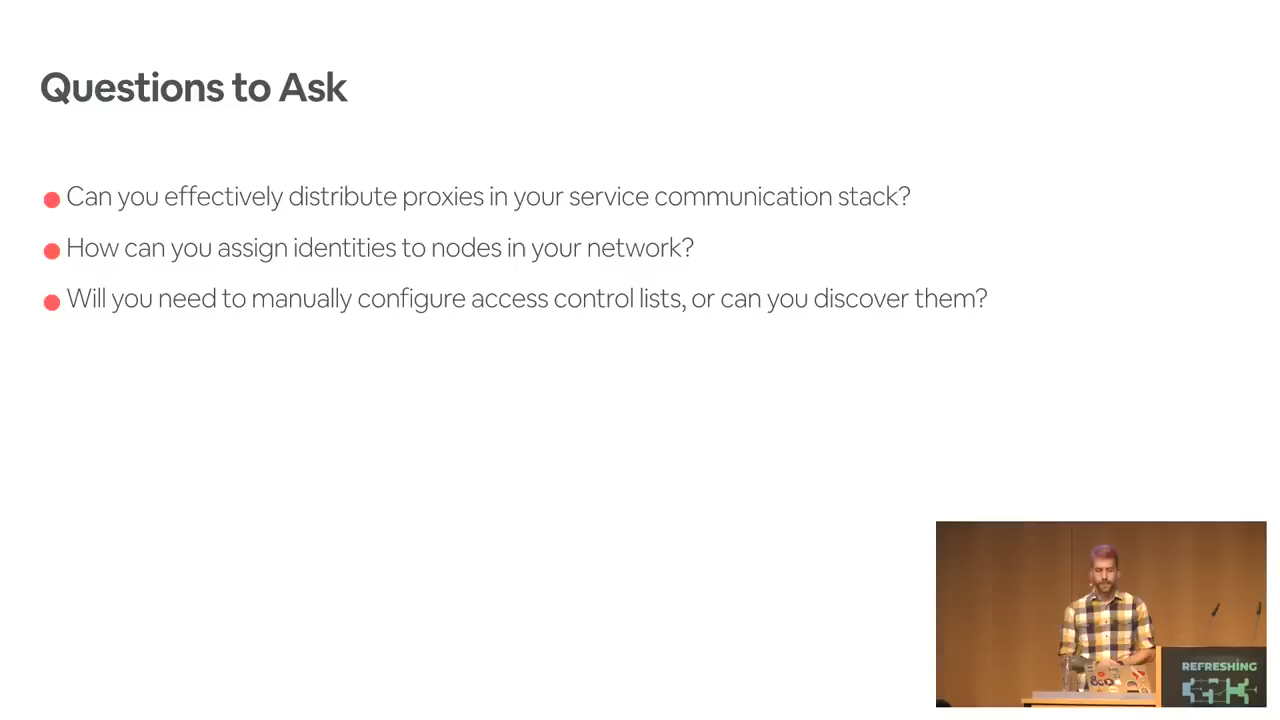 Questions to Ask
Can you effectively distribute proxies in your service communication stack?
How can you assign identities to nodes in your network?
Will you need to manually configure access control lists, or can you discover them?
REFRESHING